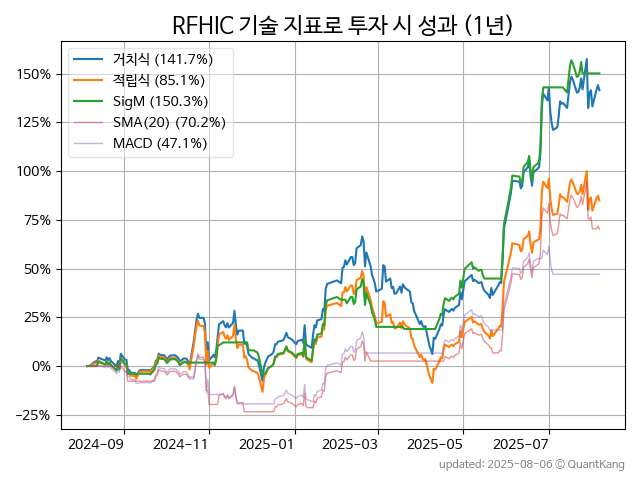 RFHIC 기술 지표로 투자 시 성과 (1년)
거치식 (141.7%)
적립식 (85.1%)
SigM (150.3%)
SMA(20) (70.2%)
MACD (47.1%)
150%
125%
100%
75%
50%
25%
0%
−25%
2024-09 2024-11 2025-01 2025-03 2025-05 2025-07
updated: 2025-08-06 © QuantKang